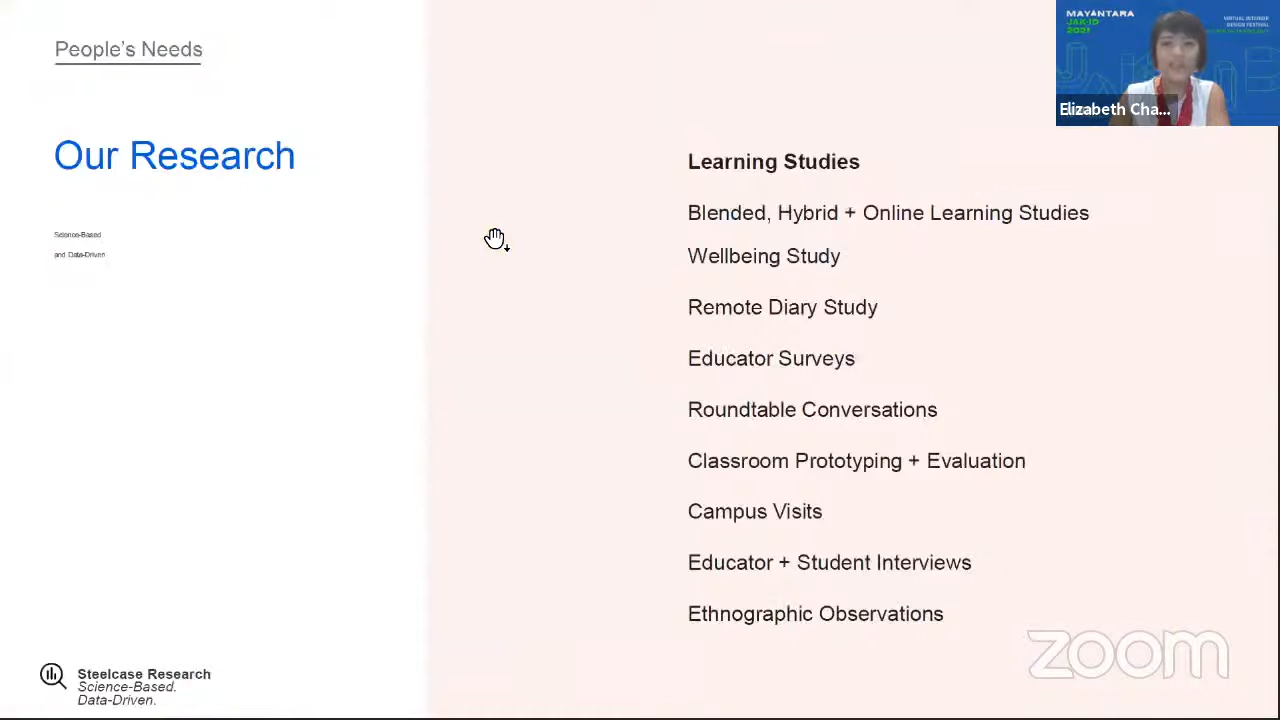 People's Needs
Our Research
Science-Based
and Data-Driven
Learning Studies
Blended, Hybrid + Online Learning Studies
Wellbeing Study
Remote Diary Study
Educator Surveys
Roundtable Conversations
Classroom Prototyping + Evaluation
Campus Visits
Educator + Student Interviews
Ethnographic Observations
Steelcase Research
Science-Based.
Data-Driven.
MAYANTARA
JAK-ID
2021
VIRTUAL INTERIOR
DESIGN FESTIVAL
Elizabeth Cha...
zoom